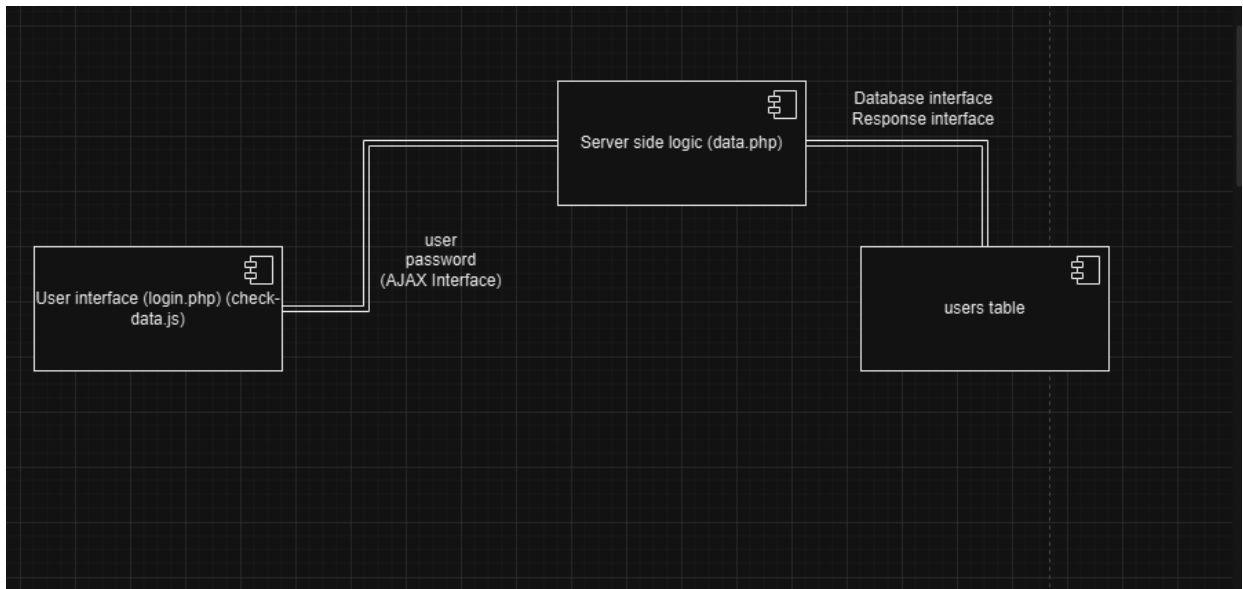 Database interface
Response interface
Server side logic (data.php)
user
password
(AJAX Interface)
User interface (login.php) (check-
data.js)
users table